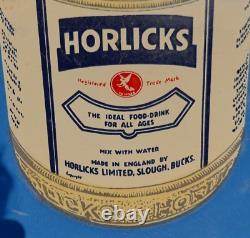 HORLICKS
Registered Trade Mark
THE IDEAL FOOD-DRINK
FOR ALL AGES
MIX WITH WATER
MADE IN ENGLAND BY
HORLICKS LIMITED, SLOUGH, BUCKS.
Copyright